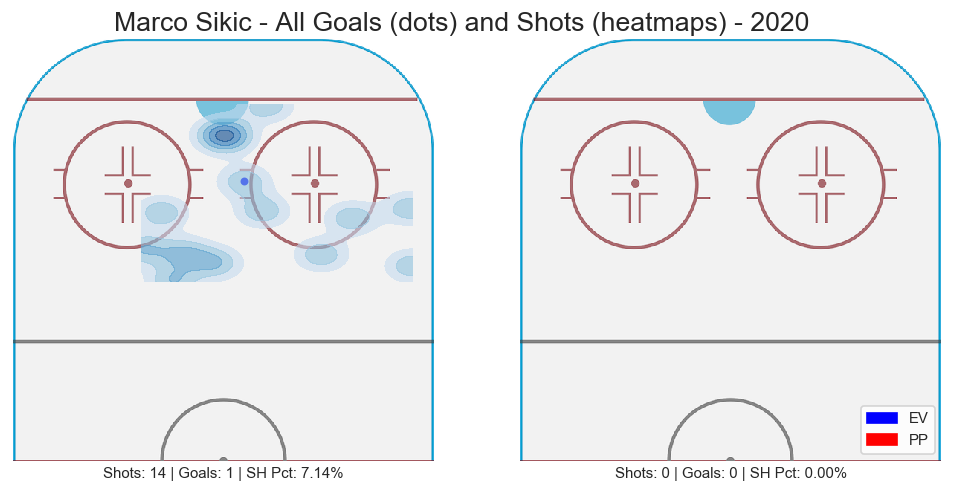 Marco Sikic - All Goals (dots) and Shots (heatmaps) - 2020
EV
PP
Shots: 14 | Goals: 1 | SH Pct: 7.14%
Shots: 0 | Goals: 0 | SH Pct: 0.00%